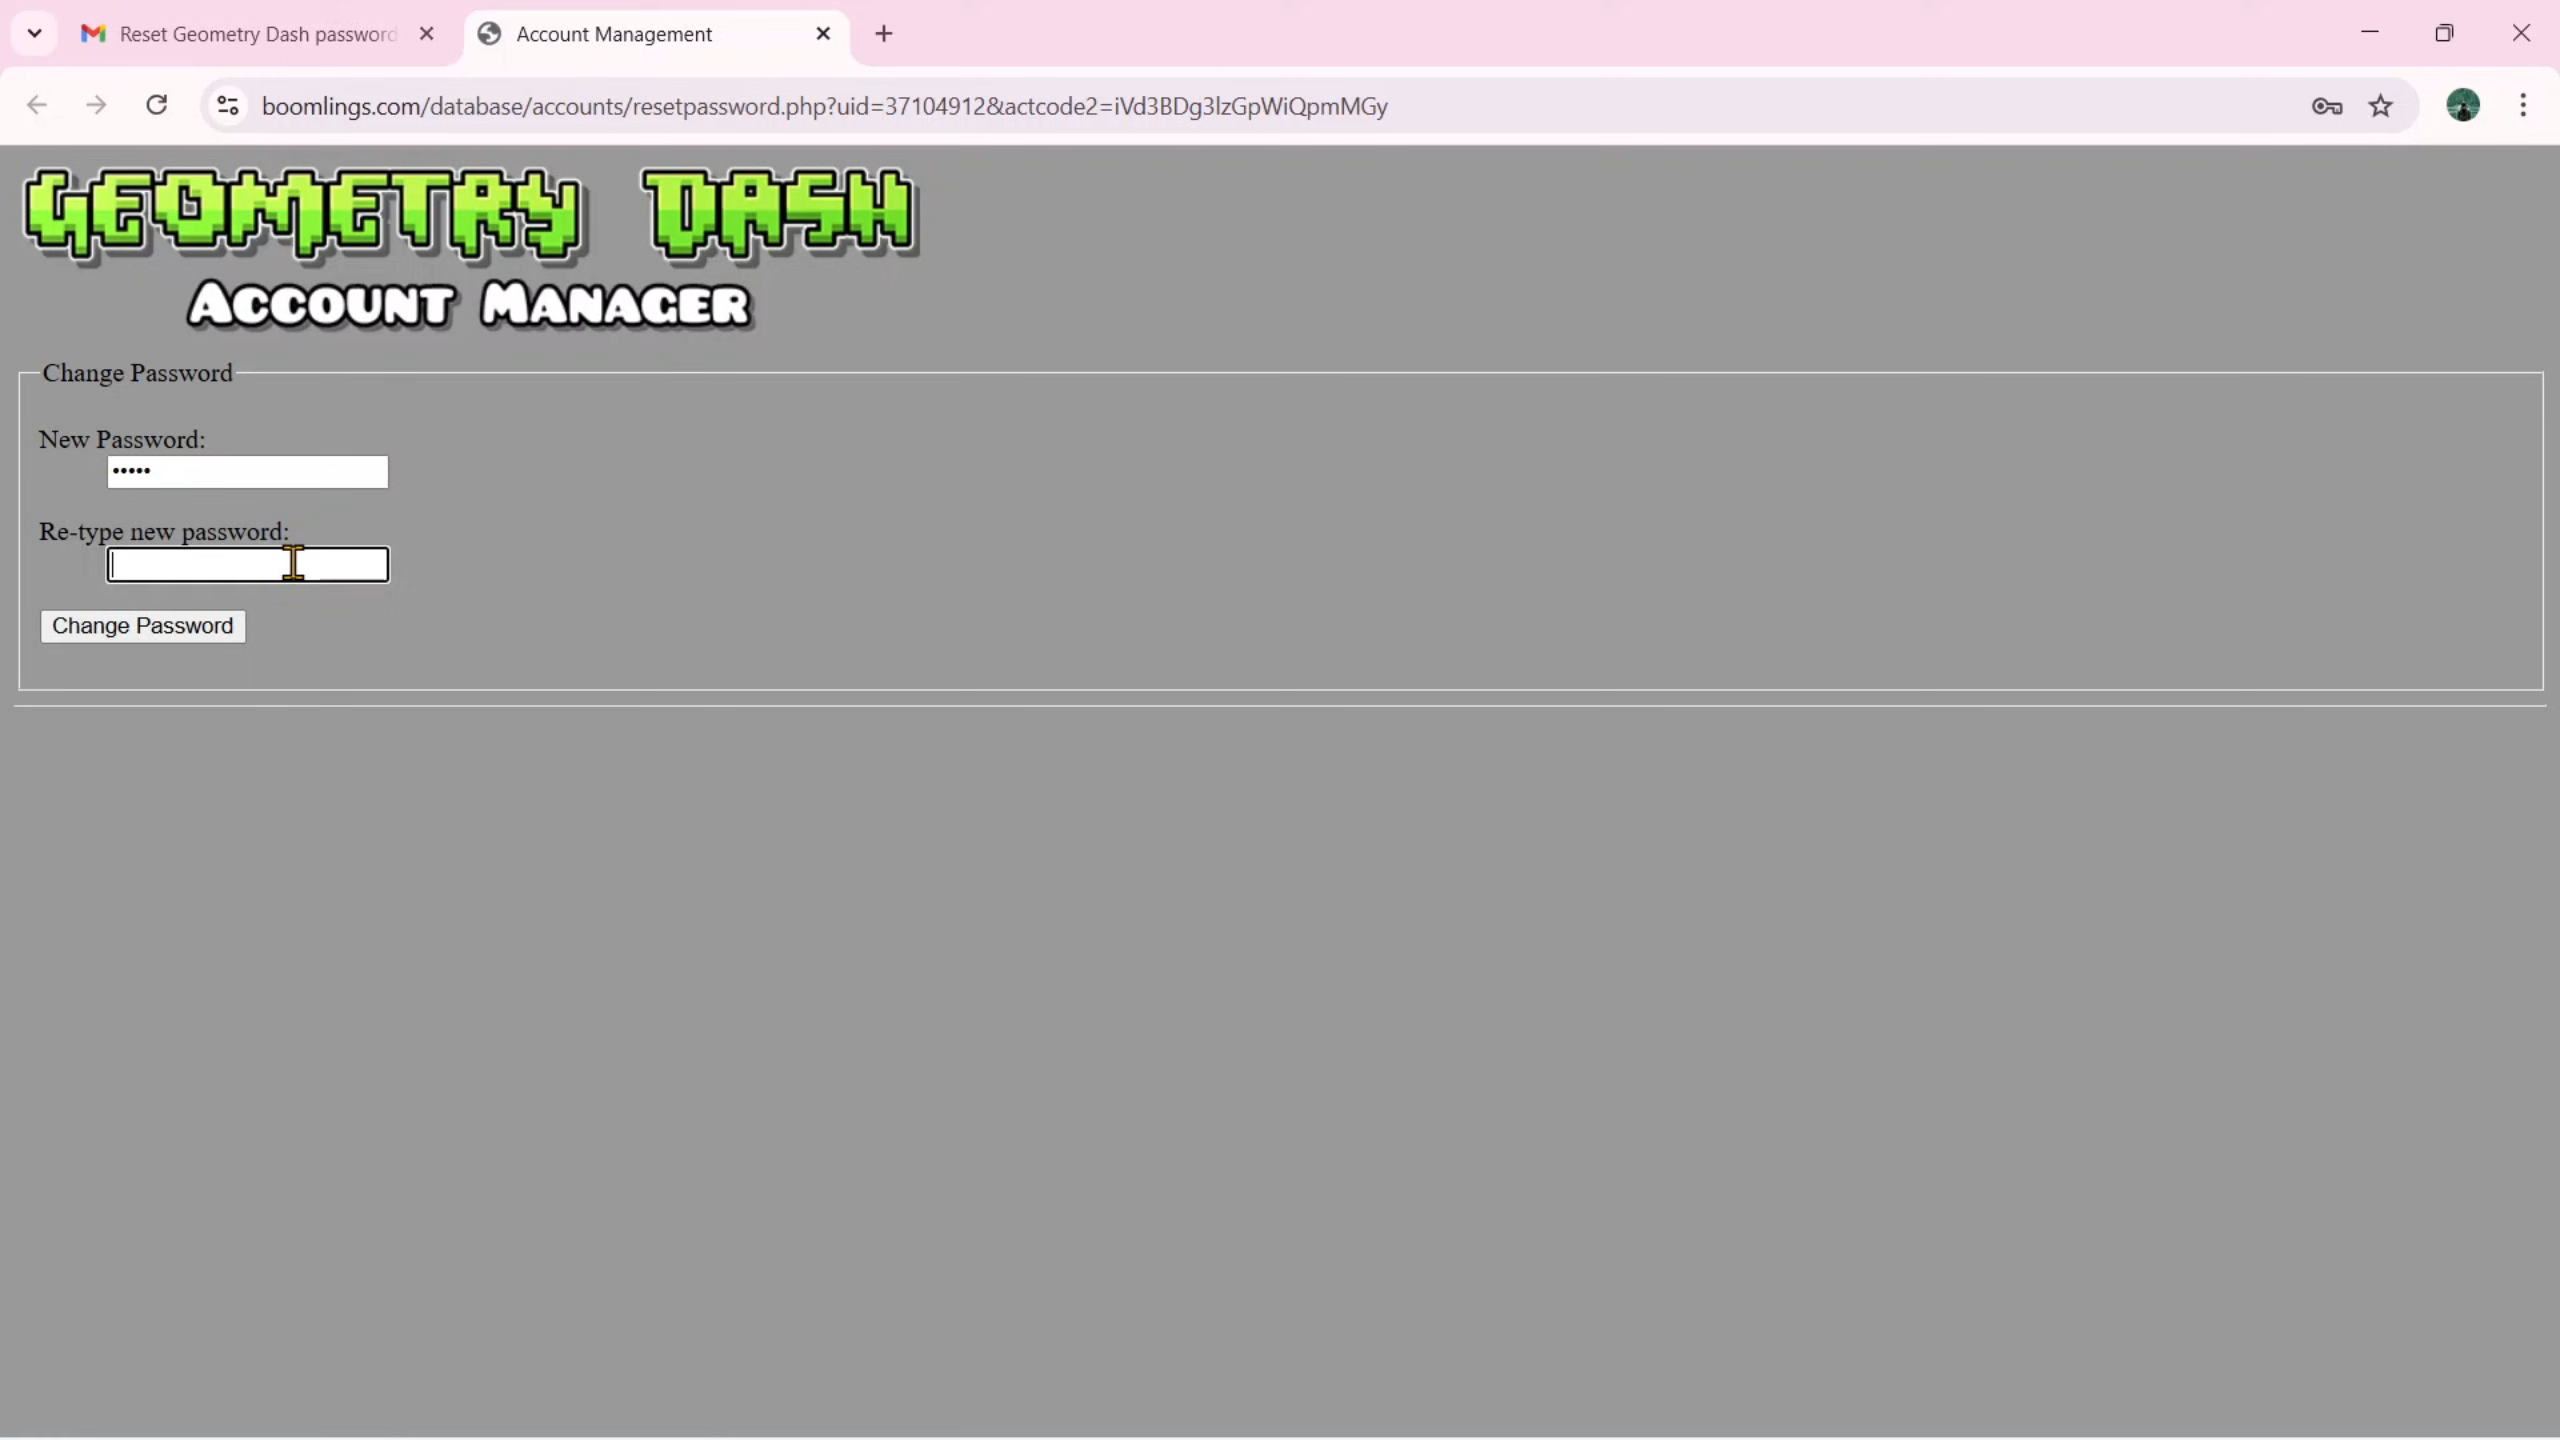 Reset Geometry Dash password
Account Management
boomlings.com/database/accounts/resetpassword.php?uid=37104912&actcode2=iVd3BDg3lzGpWiQpmMGy
GEOMETRY DASH
ACCOUNT MANAGER
Change Password
New Password:
•••••
Re-type new password:
Change Password